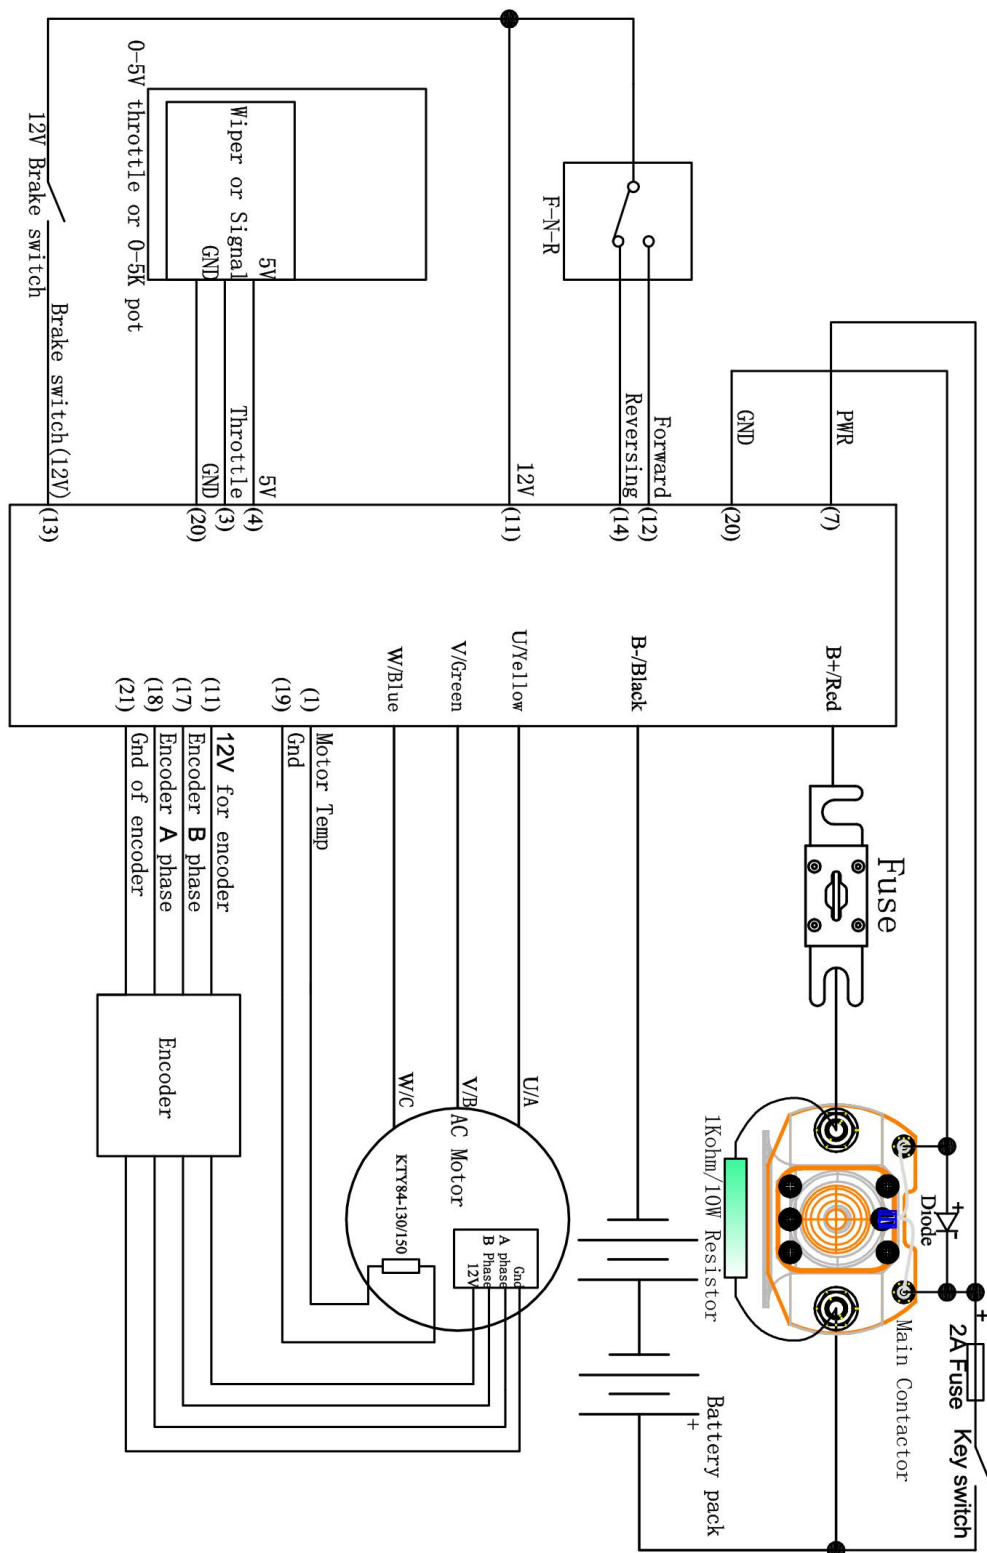 0-5V throttle or 0-5K pot
Wiper or Signal
GND
5V
12V Brake switch
Brake switch(12V)
F-N-R
5V
Throttle
GND
12V
Forward
Reversing
GND
PWR
(13)
(20)
(3)
(4)
(11)
(14)
(12)
(20)
(7)
B+/Red
B-/Black
U/Yellow
V/Green
W/Blue
(1)
(19)
(11)
(17)
(18)
(21)
Motor Temp
Gnd
12V for encoder
Encoder B phase
Encoder A phase
Gnd of encoder
Encoder
Fuse
U/A
V/B
W/C
AC Motor
KTY84-130/150
Gnd
A phase
B Phase
12V
1Kohm/10W Resistor
+
Diode
-
Main Contactor
+
2A Fuse
Key switch
Battery pack
+